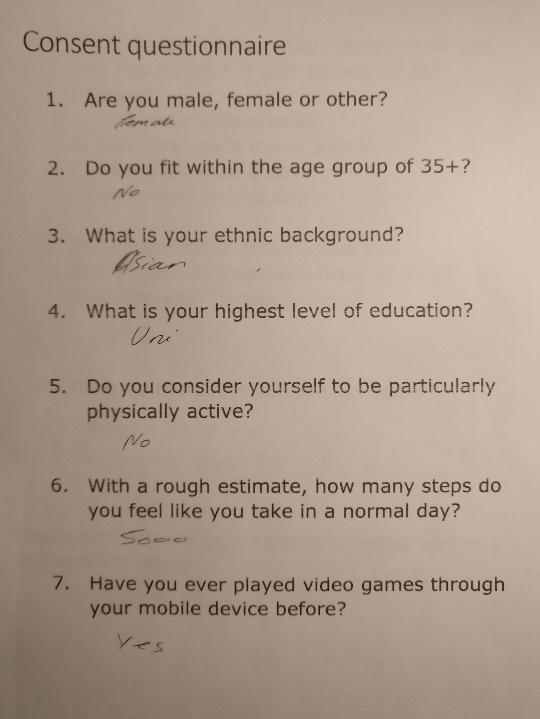 Consent questionnaire
1. Are you male, female or other?
Female
2. Do you fit within the age group of 35+?
No
3. What is your ethnic background?
Asian
4. What is your highest level of education?
Uni
5. Do you consider yourself to be particularly
physically active?
No
6. With a rough estimate, how many steps do
you feel like you take in a normal day?
5000
7. Have you ever played video games through
your mobile device before?
Yes